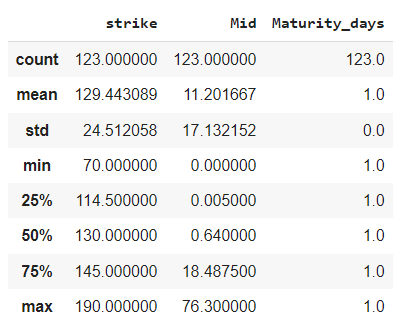 strike Mid Maturity_days
count 123.000000 123.000000 123.0
mean 129.443089 11.201667 1.0
std 24.512058 17.132152 0.0
min 70.000000 0.000000 1.0
25% 114.500000 0.005000 1.0
50% 130.000000 0.640000 1.0
75% 145.000000 18.487500 1.0
max 190.000000 76.300000 1.0